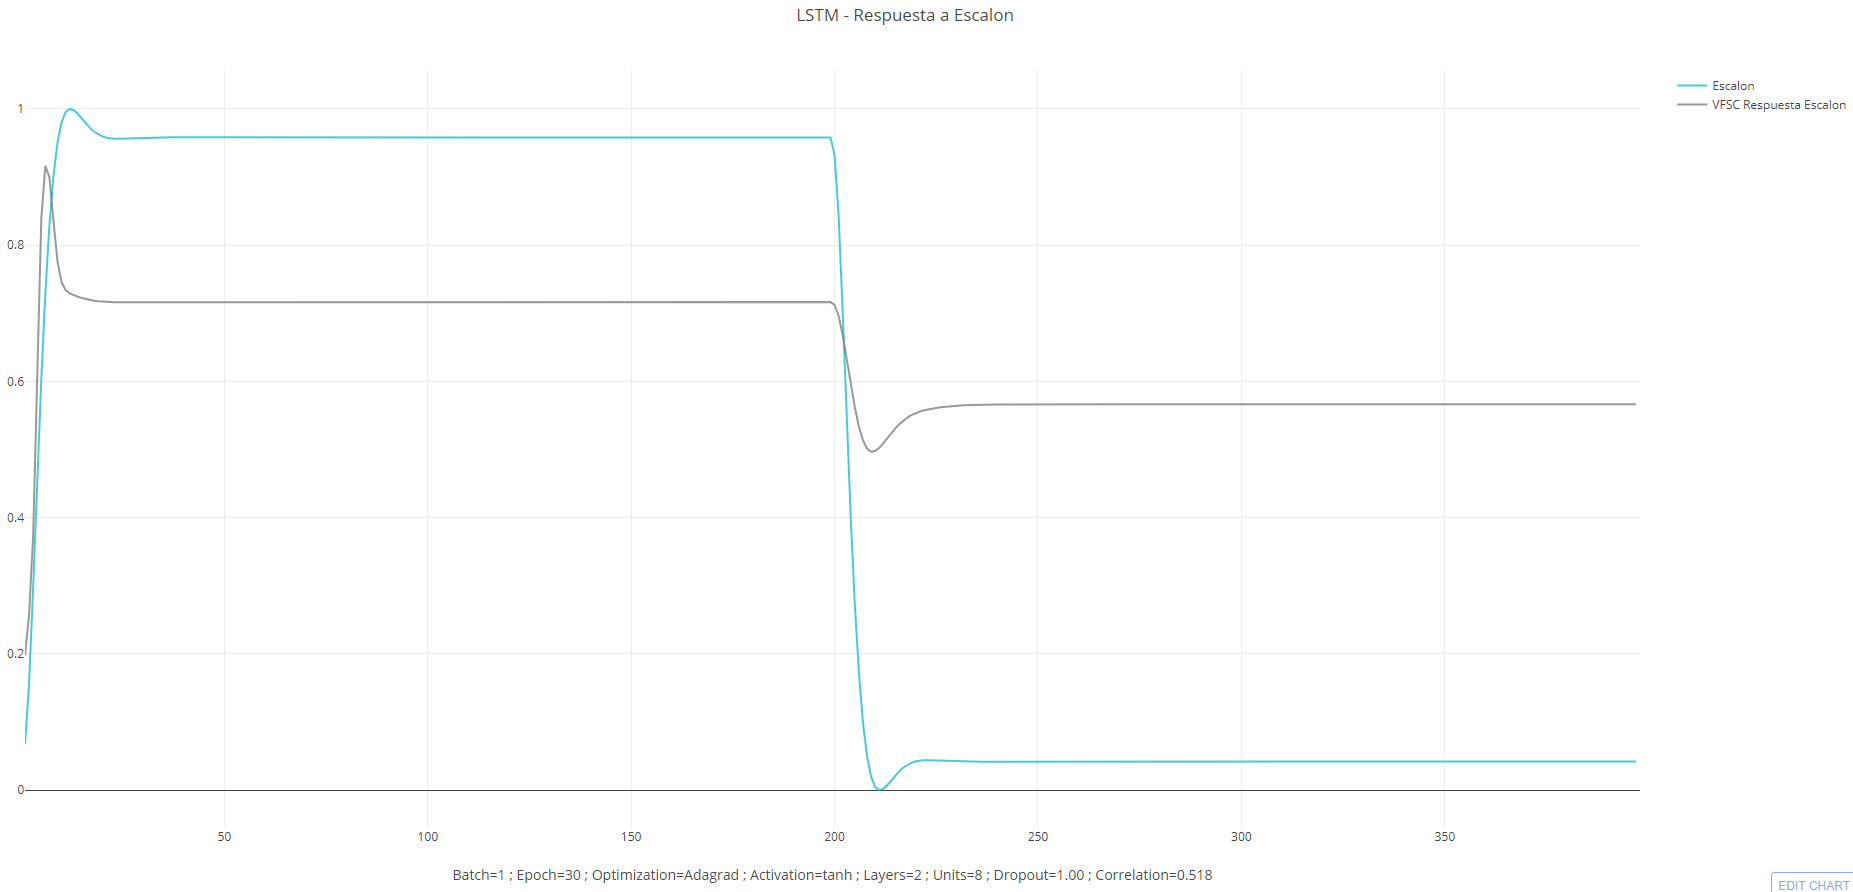 LSTM - Respuesta a Escalon
Escalon
VFSC Respuesta Escalon
1
0.8
0.6
0.4
0.2
0
50 100 150 200 250 300 350
Batch=1 ; Epoch=30 ; Optimization=Adagrad ; Activation=tanh ; Layers=2 ; Units=8 ; Dropout=1.00 ; Correlation=0.518
EDIT CHART